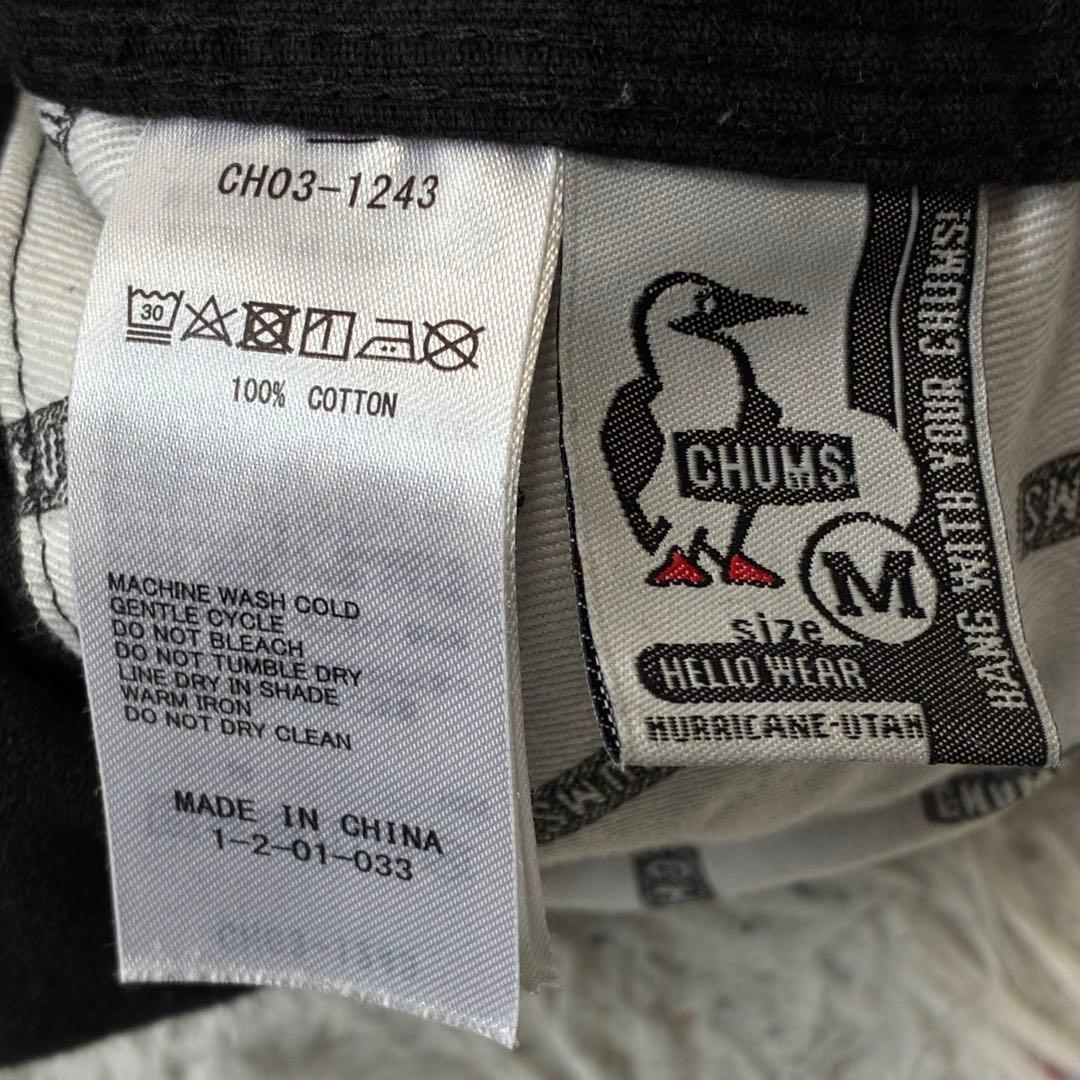 CH03-1243
30
100% COTTON
MACHINE WASH COLD
GENTLE CYCLE
DO NOT BLEACH
DO NOT TUMBLE DRY
LINE DRY IN SHADE
WARM IRON
DO NOT DRY CLEAN
MADE IN CHINA
1-2-01-033
CHUMS
M
size
HELLO WEAR
HURRICANE-UTAH
HANG WITH YOUR CHUMS!